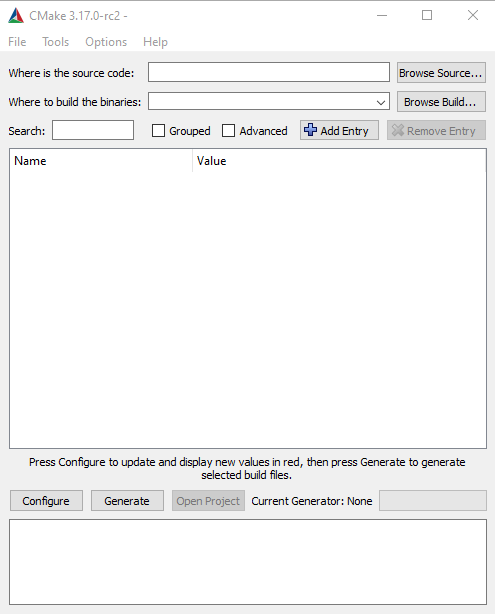 CMake 3.17.0-rc2 -
File Tools Options Help
Where is the source code: Browse Source...
Where to build the binaries: Browse Build...
Search: Grouped Advanced Add Entry Remove Entry
Name Value
Press Configure to update and display new values in red, then press Generate to generate
selected build files.
Configure Generate Open Project Current Generator: None